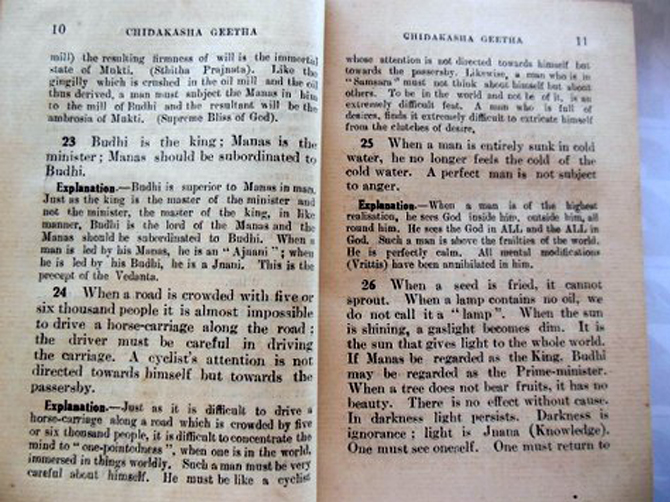 10 CHIDAKASHA GEETHA
mill) the resulting firmness of will is the immortal
state of Mukti. (Sthitha Prajnata). Like the
gingilly which is crushed in the oil mill and the oil
thus derived, a man must subject the Manas in him
to the mill of Budhi and the resultant will be the
ambrosia of Mukti. (Supreme Bliss of God).
23 Budhi is the king; Manas is the
minister; Manas should be subordinated to
Budhi.
Explanation.—Budhi is superior to Manas in man.
Just as the king is the master of the minister and
not the minister, the master of the king, in like
manner, Budhi is the lord of the Manas and the
Manas should be subordinated to Budhi. When a
man is led by his Manas, he is an "Ajnani"; when
he is led by his Budhi, he is a Jnani. This is the
precept of the Vedanta.
24 When a road is crowded with five or
six thousand people it is almost impossible
to drive a horse-carriage along the road;
the driver must be careful in driving
the carriage. A cyclist's attention is not
directed towards himself but towards the
passersby.
Explanation.—Just as it is difficult to drive a
horse-carriage along a road which is crowded by five
or six thousand people, it is difficult to concentrate the
mind to "one-pointedness", when one is in the world,
immersed in things worldly. Such a man must be very
careful about himself. He must be like a cyclist
CHIDAKASHA GEETHA 11
whose attention is not directed towards himself but
towards the passersby. Likewise, a man who is in
"Samsara" must not think about himself but about
others. To be in the world and not be of it, is an
extremely difficult feat. A man who is full of
desires, finds it extremely difficult to extricate himself
from the clutches of desire.
25 When a man is entirely sunk in cold
water, he no longer feels the cold of the
cold water. A perfect man is not subject
to anger.
Explanation.—When a man is of the highest
realisation, he sees God inside him, outside him, all
round him. He sees the God in ALL and the ALL in
God. Such a man is above the frailties of the world.
He is perfectly calm. All mental modifications
(Vrittis) have been annihilated in him.
26 When a seed is fried, it cannot
sprout. When a lamp contains no oil, we
do not call it a "lamp". When the sun
is shining, a gaslight becomes dim. It is
the sun that gives light to the whole world.
If Manas be regarded as the King, Budhi
may be regarded as the Prime-minister.
When a tree does not bear fruits, it has no
beauty. There is no effect without cause.
In darkness light persists. Darkness is
ignorance; light is Jnana (Knowledge).
One must see oneself. One must return to